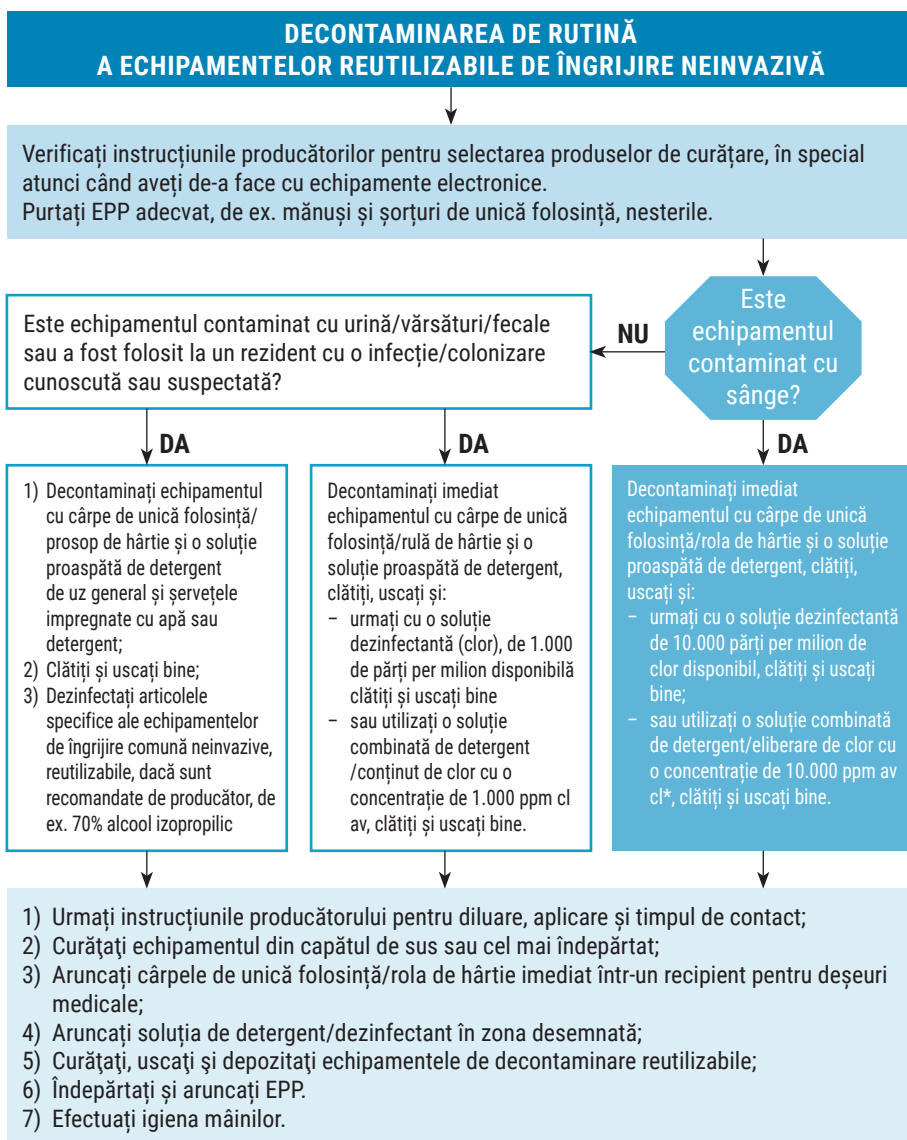 DECONTAMINAREA DE RUTINĂ
A ECHIPAMENTELOR REUTILIZABILE DE ÎNGRIJIRE NEINVAZIVĂ
Verificați instrucțiunile producătorilor pentru selectarea produselor de curățare, în special
atunci când aveți de-a face cu echipamente electronice.
Purtați EPP adecvat, de ex. mănuși și șorțuri de unică folosință, nesterile.
Este
echipamentul
contaminat cu
sânge?
NU
Este echipamentul contaminat cu urină/vărsături/fecale
sau a fost folosit la un rezident cu o infecție/colonizare
cunoscută sau suspectată?
DA
DA
DA
1) Decontaminați echipamentul
cu cârpe de unică folosință/
prosop de hârtie și o soluție
proaspătă de detergent
de uz general și șervețele
impregnate cu apă sau
detergent;
2) Clătiți și uscați bine;
3) Dezinfectați articolele
specifice ale echipamentelor
de îngrijire comună neinvazive,
reutilizabile, dacă sunt
recomandate de producător, de
ex. 70% alcool izopropilic
Decontaminați imediat
echipamentul cu cârpe de unică
folosință/rulă de hârtie și o
soluție proaspătă de detergent,
clătiți, uscați și:
– urmați cu o soluție
dezinfectantă (clor), de 1.000
de părți per milion disponibilă
clătiți și uscați bine
– sau utilizați o soluție
combinată de detergent
/conținut de clor cu o
concentrație de 1.000 ppm cl
av, clătiți și uscați bine.
Decontaminați imediat
echipamentul cu cârpe de unică
folosință/rola de hârtie și o soluție
proaspătă de detergent, clătiți,
uscați și:
– urmați cu o soluție dezinfectantă
de 10.000 părți per milion de
clor disponibil, clătiți și uscați
bine;
– sau utilizați o soluție combinată
de detergent/eliberare de clor cu
o concentrație de 10.000 ppm av
cl*, clătiți și uscați bine.
1) Urmați instrucțiunile producătorului pentru diluare, aplicare și timpul de contact;
2) Curăţaţi echipamentul din capătul de sus sau cel mai îndepărtat;
3) Aruncați cârpele de unică folosință/rola de hârtie imediat într-un recipient pentru deșeuri
medicale;
4) Aruncați soluția de detergent/dezinfectant în zona desemnată;
5) Curăţaţi, uscaţi şi depozitaţi echipamentele de decontaminare reutilizabile;
6) Îndepărtați și aruncați EPP.
7) Efectuați igiena mâinilor.